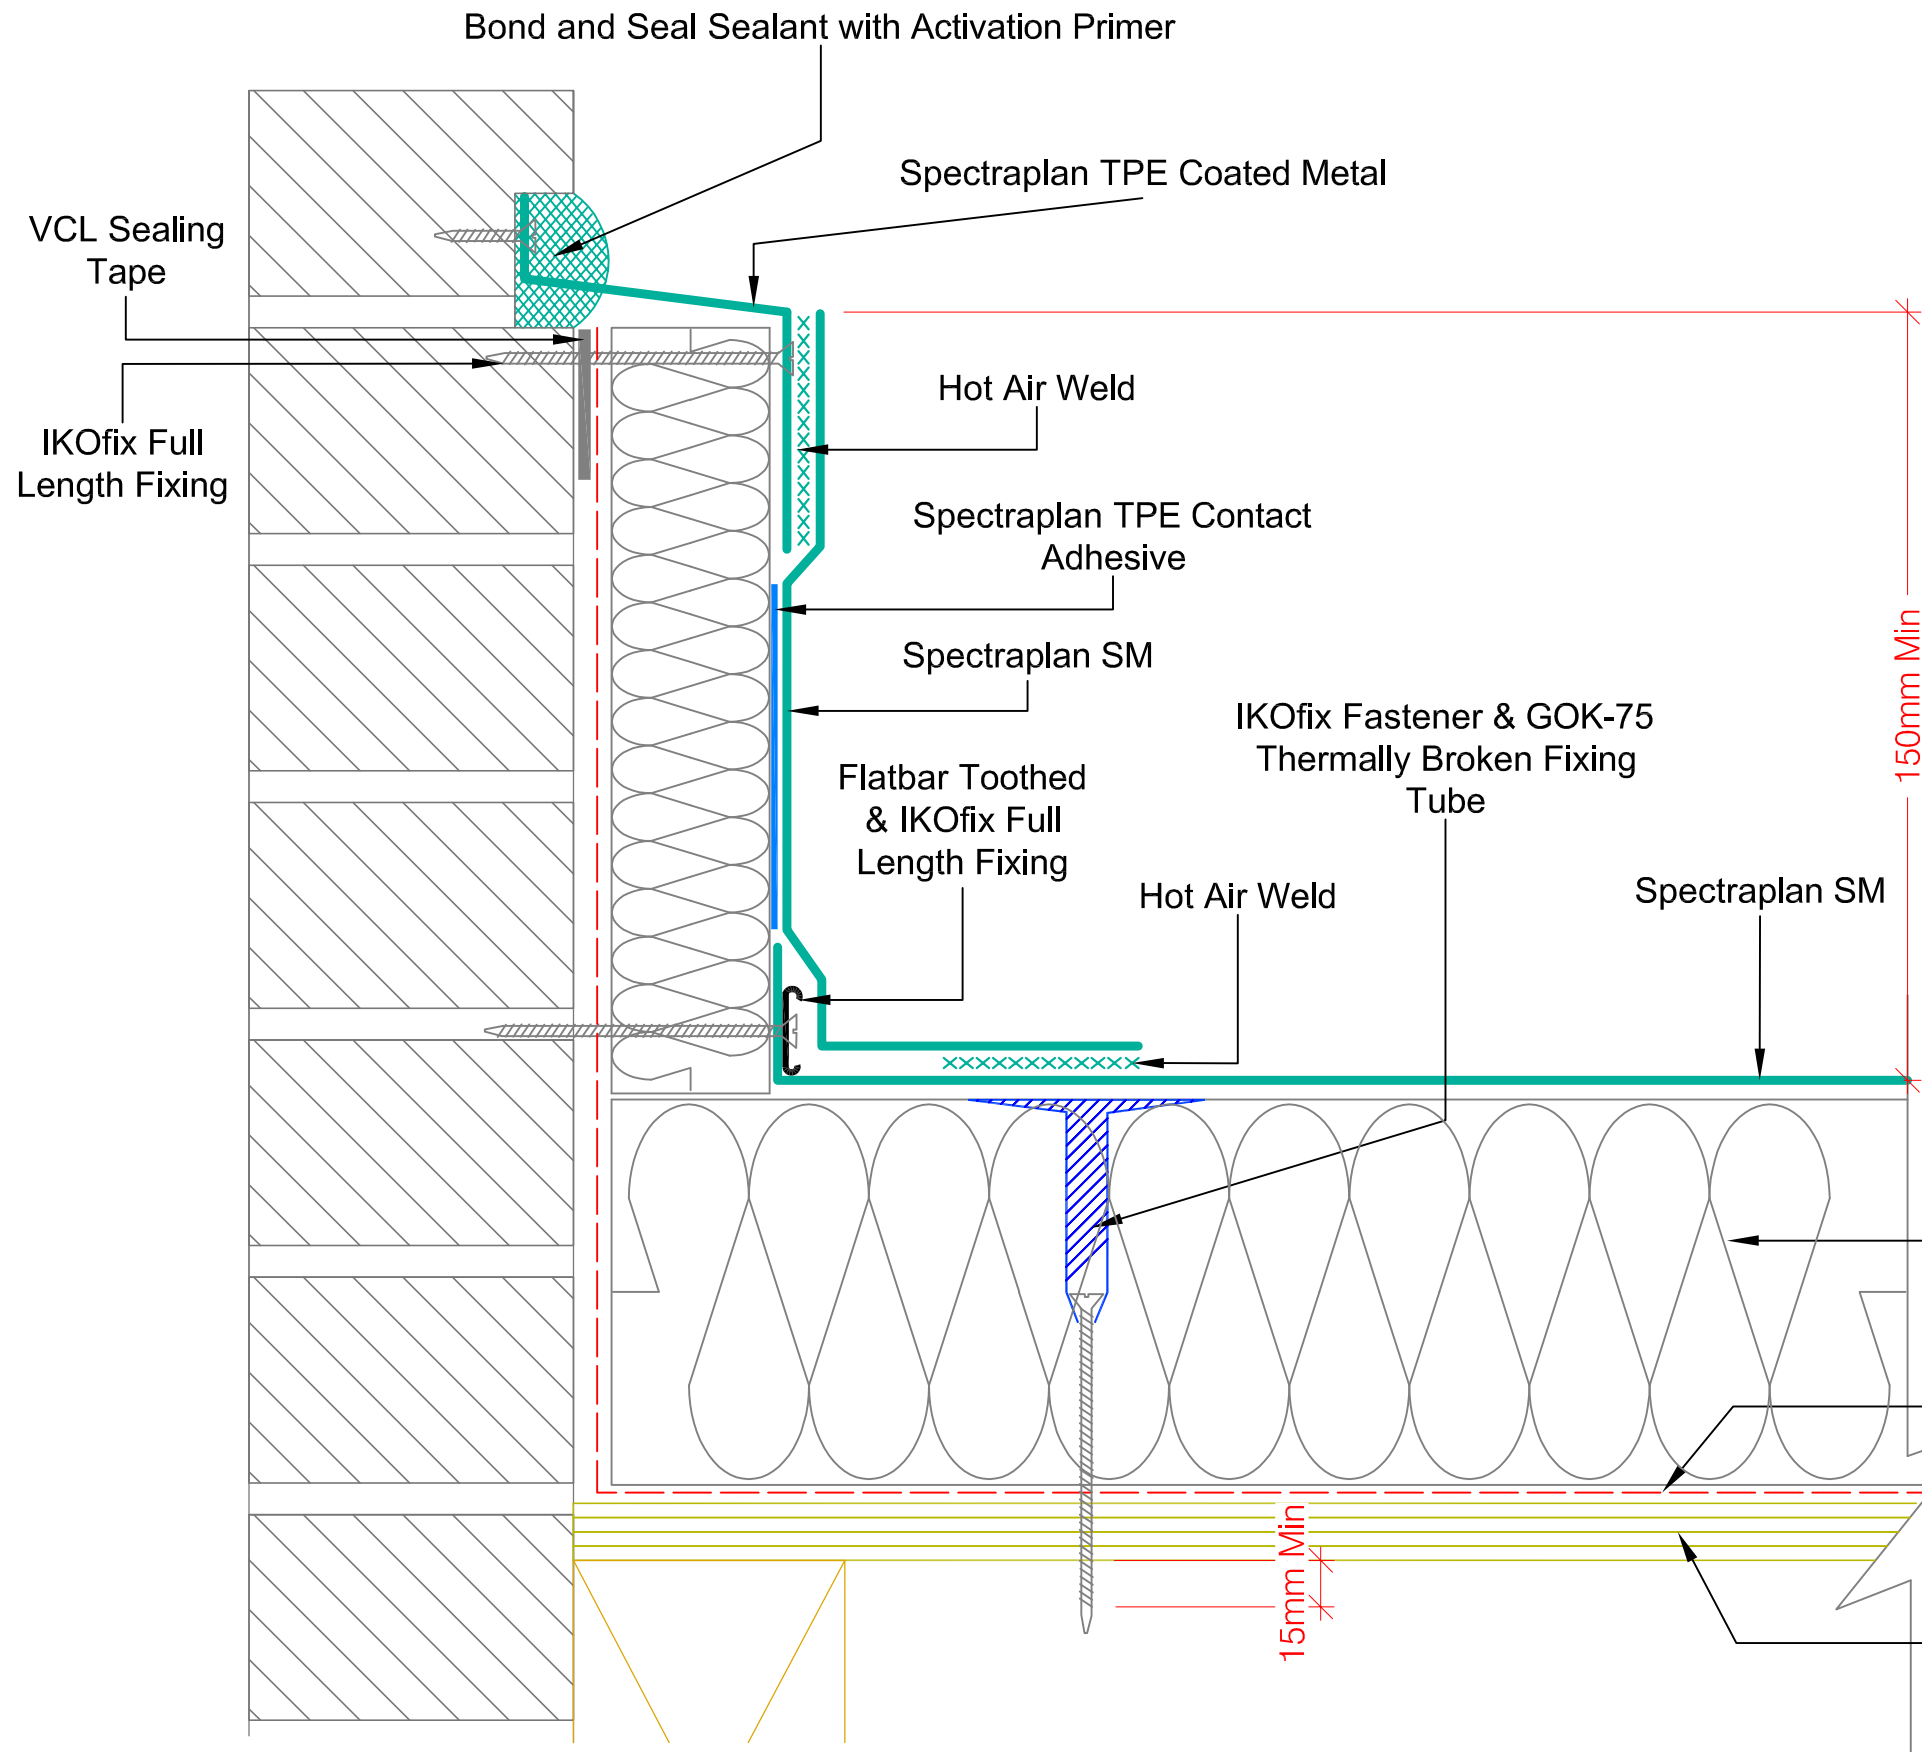 Bond and Seal Sealant with Activation Primer
Spectraplan TPE Coated Metal
VCL Sealing
Tape
Hot Air Weld
IKOfix Full
Length Fixing
Spectraplan TPE Contact
Adhesive
Spectraplan SM
150mm Min
IKOfix Fastener & GOK-75
Thermally Broken Fixing
Tube
Flatbar Toothed
& IKOfix Full
Length Fixing
Hot Air Weld
Spectraplan SM
15mm Min